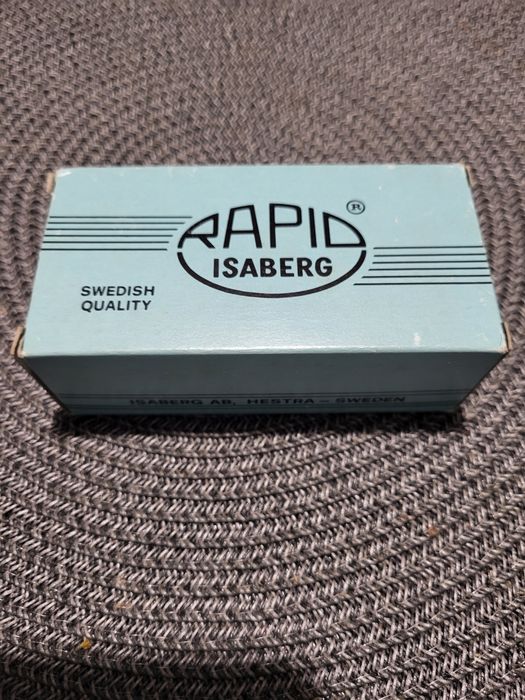 RAPID ®
ISABERG
SWEDISH
QUALITY
ISABERG AB, HESTRA – SWEDEN